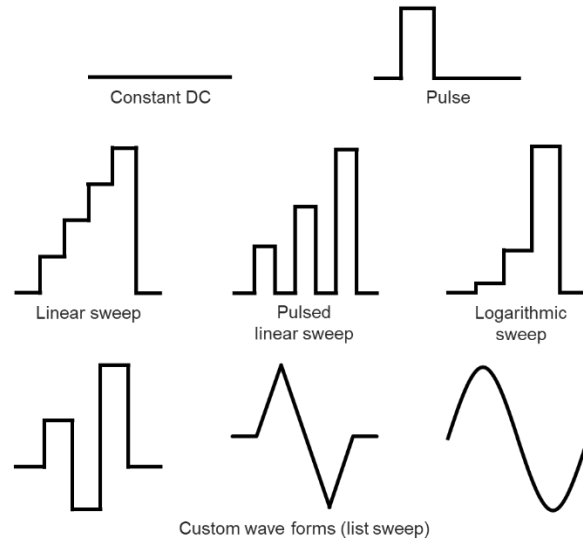 Constant DC
Pulse
Linear sweep
Pulsed
linear sweep
Logarithmic
sweep
Custom wave forms (list sweep)